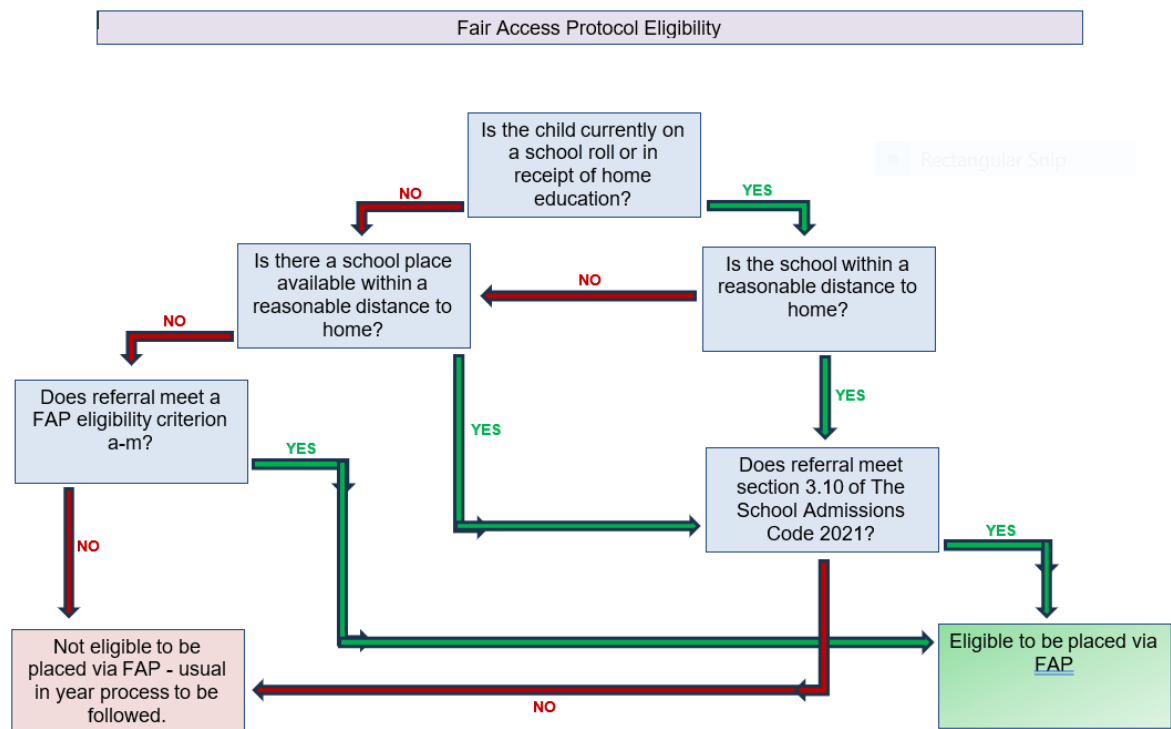 Fair Access Protocol Eligibility
Is the child currently on
a school roll or in
receipt of home
education?
Rectangular Snip
NO
YES
Is there a school place
available within a
reasonable distance to
home?
NO
Is the school within a
reasonable distance to
home?
NO
Does referral meet a
FAP eligibility criterion
a-m?
YES
YES
YES
Does referral meet
section 3.10 of The
School Admissions
Code 2021?
NO
YES
Not eligible to be
placed via FAP - usual
in year process to be
followed.
Eligible to be placed via
FAP
NO